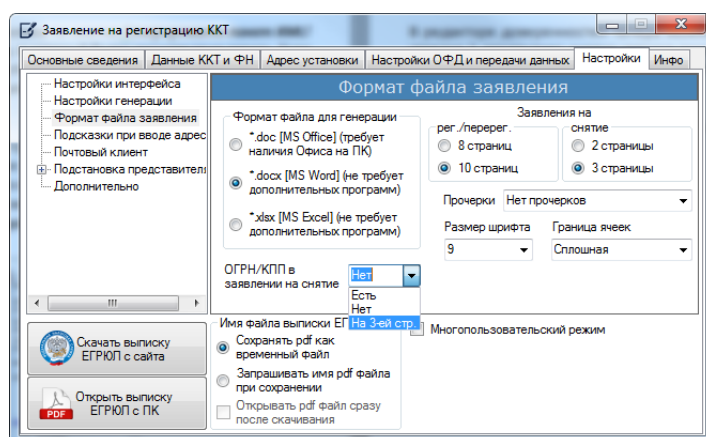 Заявление на регистрацию ККТ
Основные сведения Данные ККТ и ФН Адрес установки Настройки ОФД и передачи данных Настройки Инфо
Настройки интерфейса
Настройки генерации
Формат файла заявления
Подсказки при вводе адрес
Почтовый клиент
Подстановка представител
Дополнительно
Формат файла заявления
Формат файла для генерации
*.doc [MS Office] (требует
наличия Офиса на ПК)
*.docx [MS Word] (не требует
дополнительных программ)
*.xlsx [MS Excel] (не требует
дополнительных программ)
Заявления на
рег./перерег.
8 страниц
10 страниц
снятие
2 страницы
3 страницы
Прочерки Нет прочерков
Размер шрифта Граница ячеек
9 Сплошная
ОГРН/КПП в
заявлении на снятие
Нет
Есть
Нет
На 3-ей стр.
Имя файла выписки ЕГ
Сохранять pdf как
временный файл
Запрашивать имя pdf файла
при сохранении
Открывать pdf файл сразу
после скачивания
Многопользовательский режим
Скачать выписку
ЕГРЮЛ с сайта
Открыть выписку
ЕГРЮЛ с ПК
PDF